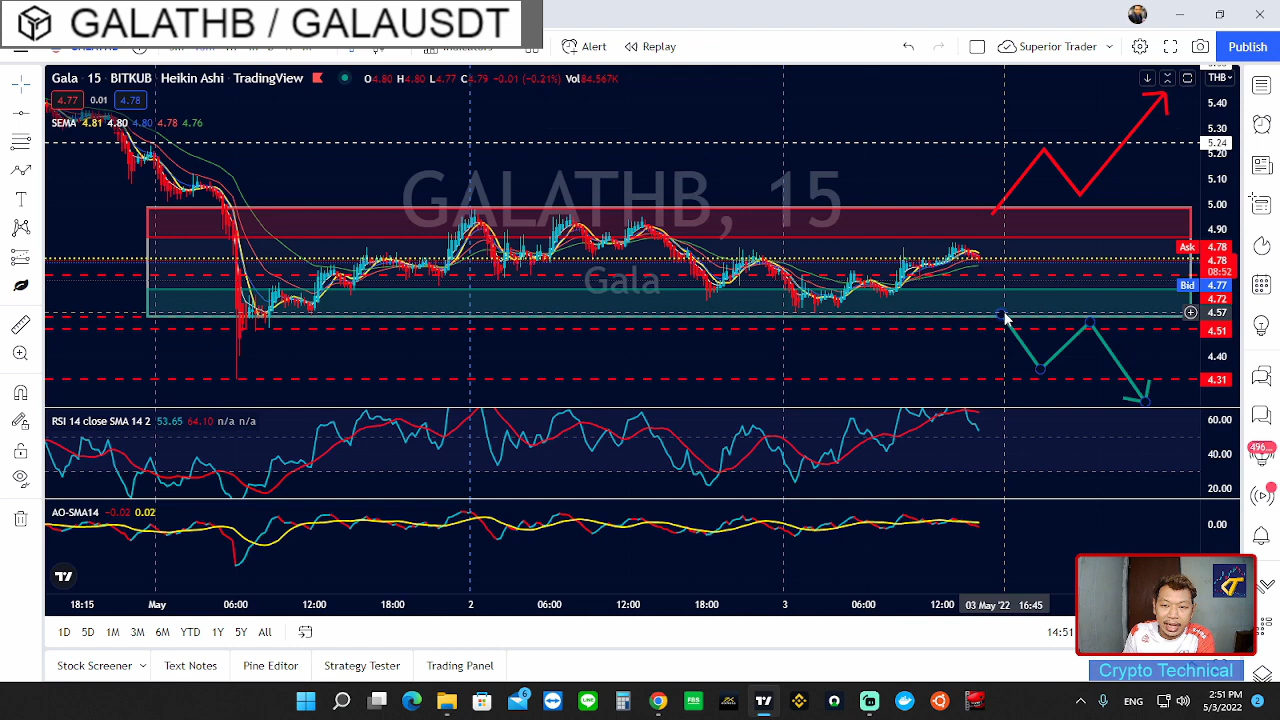 GALATHB / GALAUSDT
Alert
Replay
Superior Trader
Publish
Gala · 15 · BITKUB · Heikin Ashi · TradingView
O4.80 H4.80 L4.77 C4.79 −0.01 (−0.21%) Vol84.567K
THB
4.77 0.01 4.78
SEMA 4.81 4.80 4.80 4.78 4.76
GALATHB, 15
Gala
5.40
5.30
5.24
5.20
5.10
5.00
4.90
Ask 4.78
4.78
08:52
Bid 4.77
4.72
4.57
4.51
4.40
4.31
RSI 14 close SMA 14 2 53.65 64.10 n/a n/a
60.00
40.00
20.00
AO-SMA14 −0.02 0.02
0.00
18:15 May 06:00 12:00 18:00 2 06:00 12:00 18:00 3 06:00 12:00 03 May '22 16:45
1D 5D 1M 3M 6M YTD 1Y 5Y All
14:51
Stock Screener Text Notes Pine Editor Strategy Tester Trading Panel
Crypto Technical
ENG
2:51 PM
5/3/2022